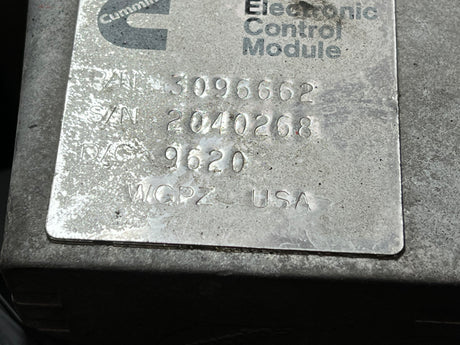 Cummins
Electronic
Control
Module
P/N 3096662
S/N 2040268
D/C 9620
WGPZ USA